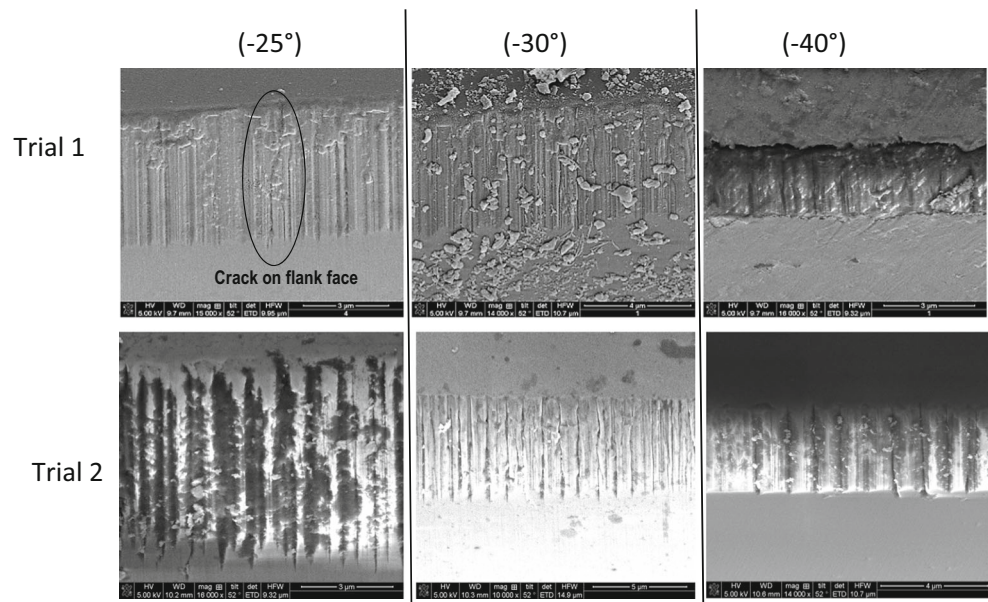 (-25°) (-30°) (-40°)
Trial 1
Crack on flank face
HV WD mag ⊞ tilt det HFW 3 µm
5.00 kV 9.7 mm 15 000 x 52 ° ETD 9.95 µm 4
HV WD mag ⊞ tilt det HFW 4 µm
5.00 kV 9.7 mm 14 000 x 52 ° ETD 10.7 µm 1
HV WD mag ⊞ tilt det HFW 3 µm
5.00 kV 9.7 mm 16 000 x 52 ° ETD 9.32 µm 1
Trial 2
HV WD mag ⊞ tilt det HFW 3 µm
5.00 kV 10.2 mm 16 000 x 52 ° ETD 9.32 µm
HV WD mag ⊞ tilt det HFW 5 µm
5.00 kV 10.3 mm 10 000 x 52 ° ETD 14.9 µm
HV WD mag ⊞ tilt det HFW 4 µm
5.00 kV 10.6 mm 14 000 x 52 ° ETD 10.7 µm